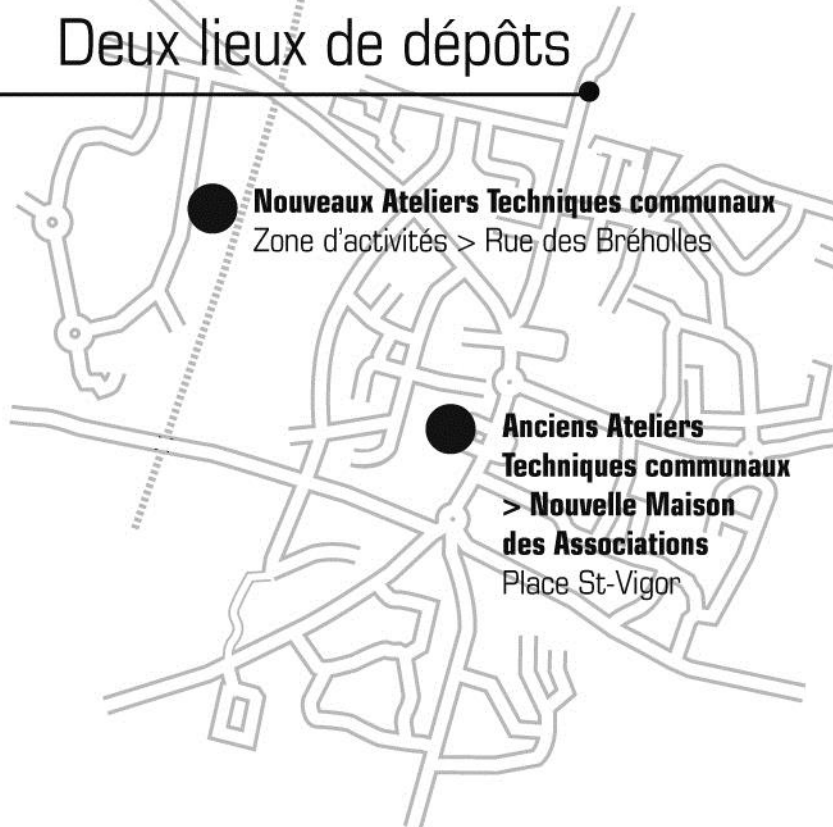 Deux lieux de dépôts
Nouveaux Ateliers Techniques communaux
Zone d'activités > Rue des Bréholles
Anciens Ateliers
Techniques communaux
> Nouvelle Maison
des Associations
Place St-Vigor